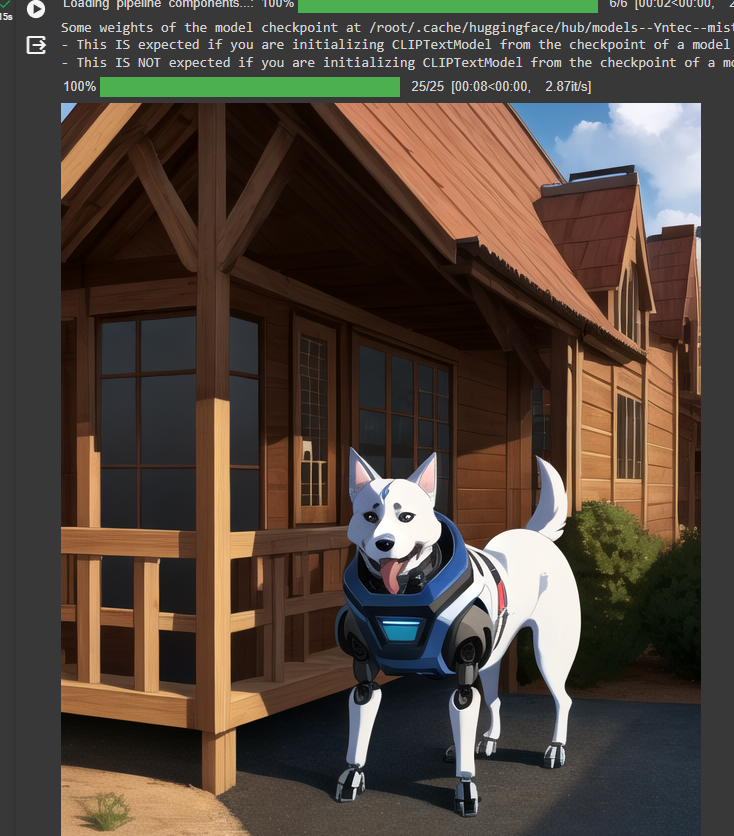 Loading pipeline components...: 100% 6/6 [00:02<00:00, 2
15s
Some weights of the model checkpoint at /root/.cache/huggingface/hub/models--Yntec--mist
- This IS expected if you are initializing CLIPTextModel from the checkpoint of a model
- This IS NOT expected if you are initializing CLIPTextModel from the checkpoint of a mo
100% 25/25 [00:08<00:00, 2.87it/s]